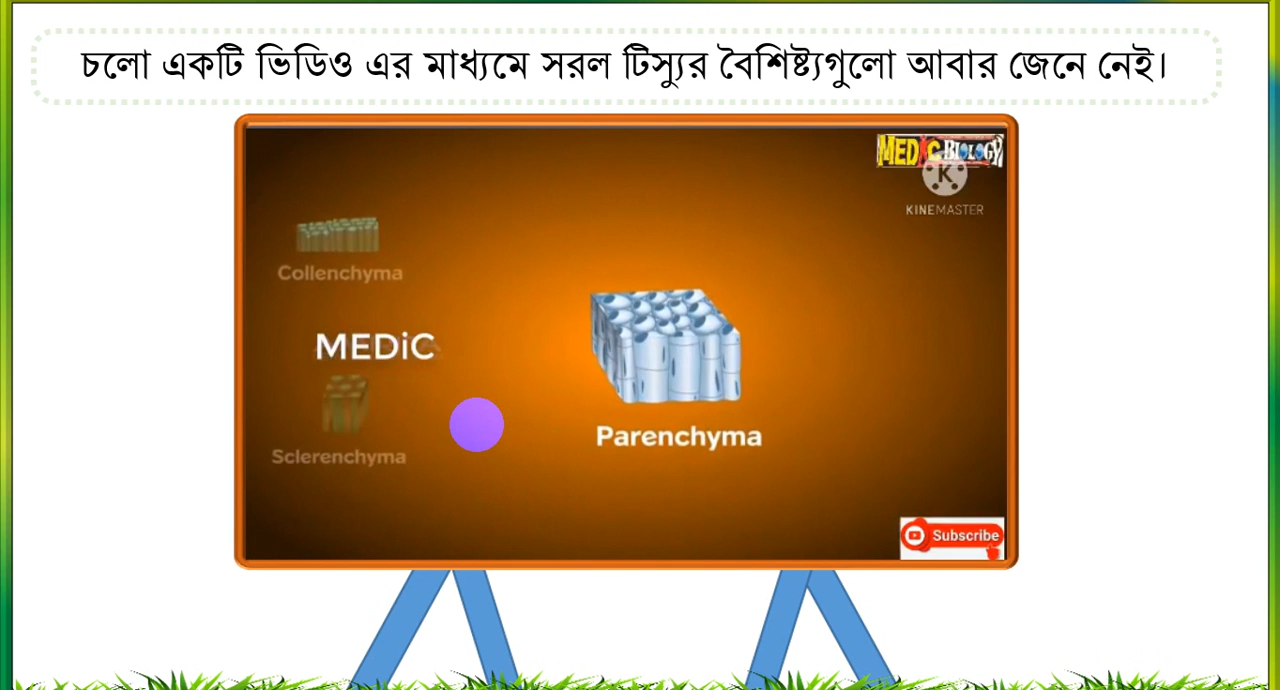 চলো একটি ভিডিও এর মাধ্যমে সরল টিস্যুর বৈশিষ্ট্যগুলো আবার জেনে নেই।
MEDiC BIOLOGY
K
KINEMASTER
Collenchyma
MEDiC
Parenchyma
Sclerenchyma
Subscribe